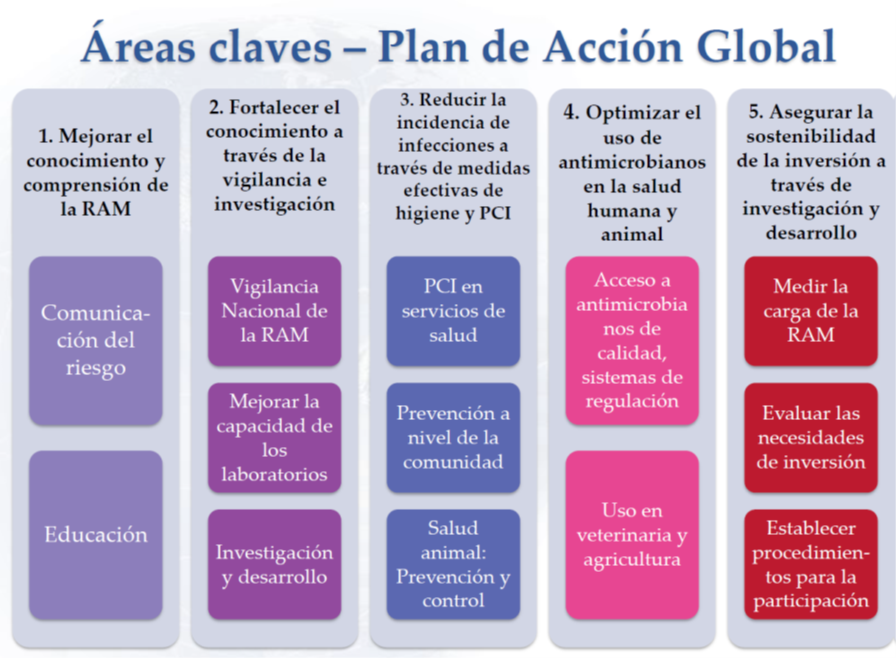 Áreas claves – Plan de Acción Global
1. Mejorar el
conocimiento y
comprensión de
la RAM
Comunica-
ción del
riesgo
Educación
2. Fortalecer el
conocimiento a
través de la
vigilancia e
investigación
Vigilancia
Nacional de
la RAM
Mejorar la
capacidad de
los
laboratorios
Investigación
y desarrollo
3. Reducir la
incidencia de
infecciones a
través de medidas
efectivas de
higiene y PCI
PCI en
servicios de
salud
Prevención a
nivel de la
comunidad
Salud
animal:
Prevención y
control
4. Optimizar el
uso de
antimicrobianos
en la salud
humana y
animal
Acceso a
antimicrobia
nos de
calidad,
sistemas de
regulación
Uso en
veterinaria y
agricultura
5. Asegurar la
sostenibilidad
de la inversión a
través de
investigación y
desarrollo
Medir la
carga de la
RAM
Evaluar las
necesidades
de inversión
Establecer
procedimien-
tos para la
participación